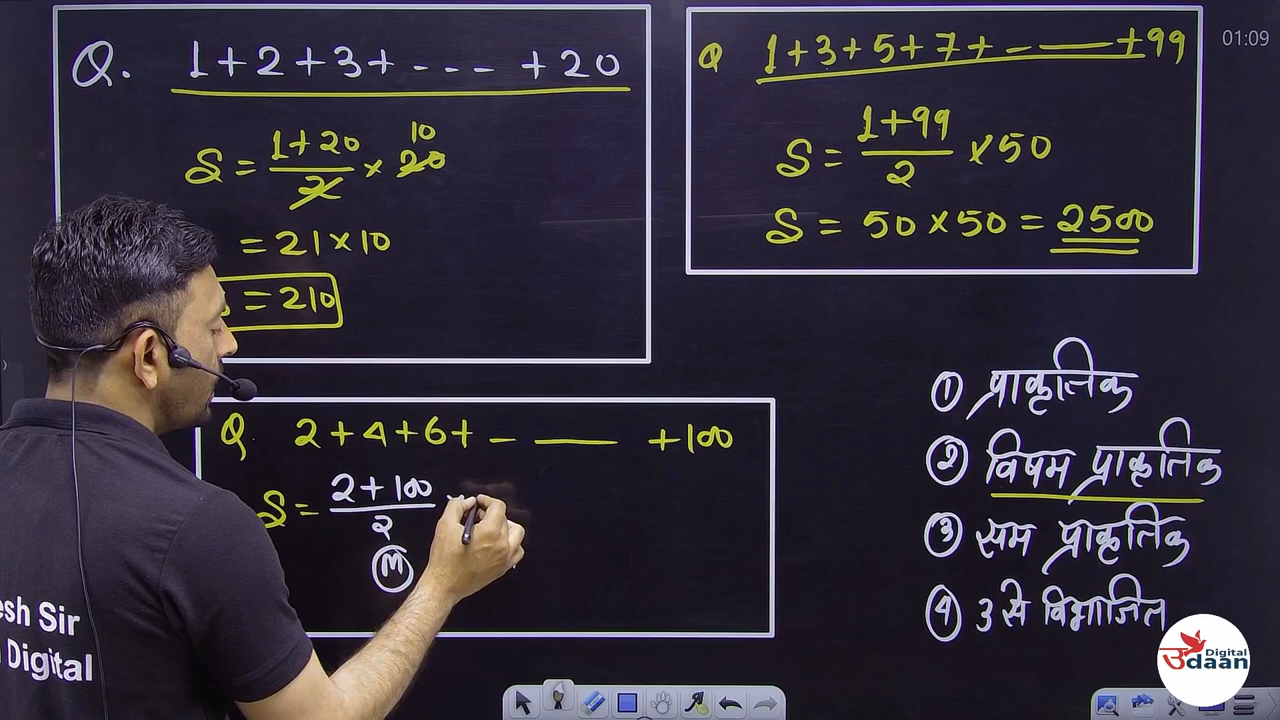 Q. 1+2+3+ - - - +20
S = 1+20/2 × 20 10
= 21×10
= 210
Q 1+3+5+7+ - — +99
S = 1+99/2 ×50
S = 50×50 = 2500
01:09
Q. 2+4+6+ - — +100
S = 2+100/2
M
① प्राकृतिक
② विषम प्राकृतिक
③ सम प्राकृतिक
④ 3 से विभाजित
esh Sir
Digital
Digital
उdaan